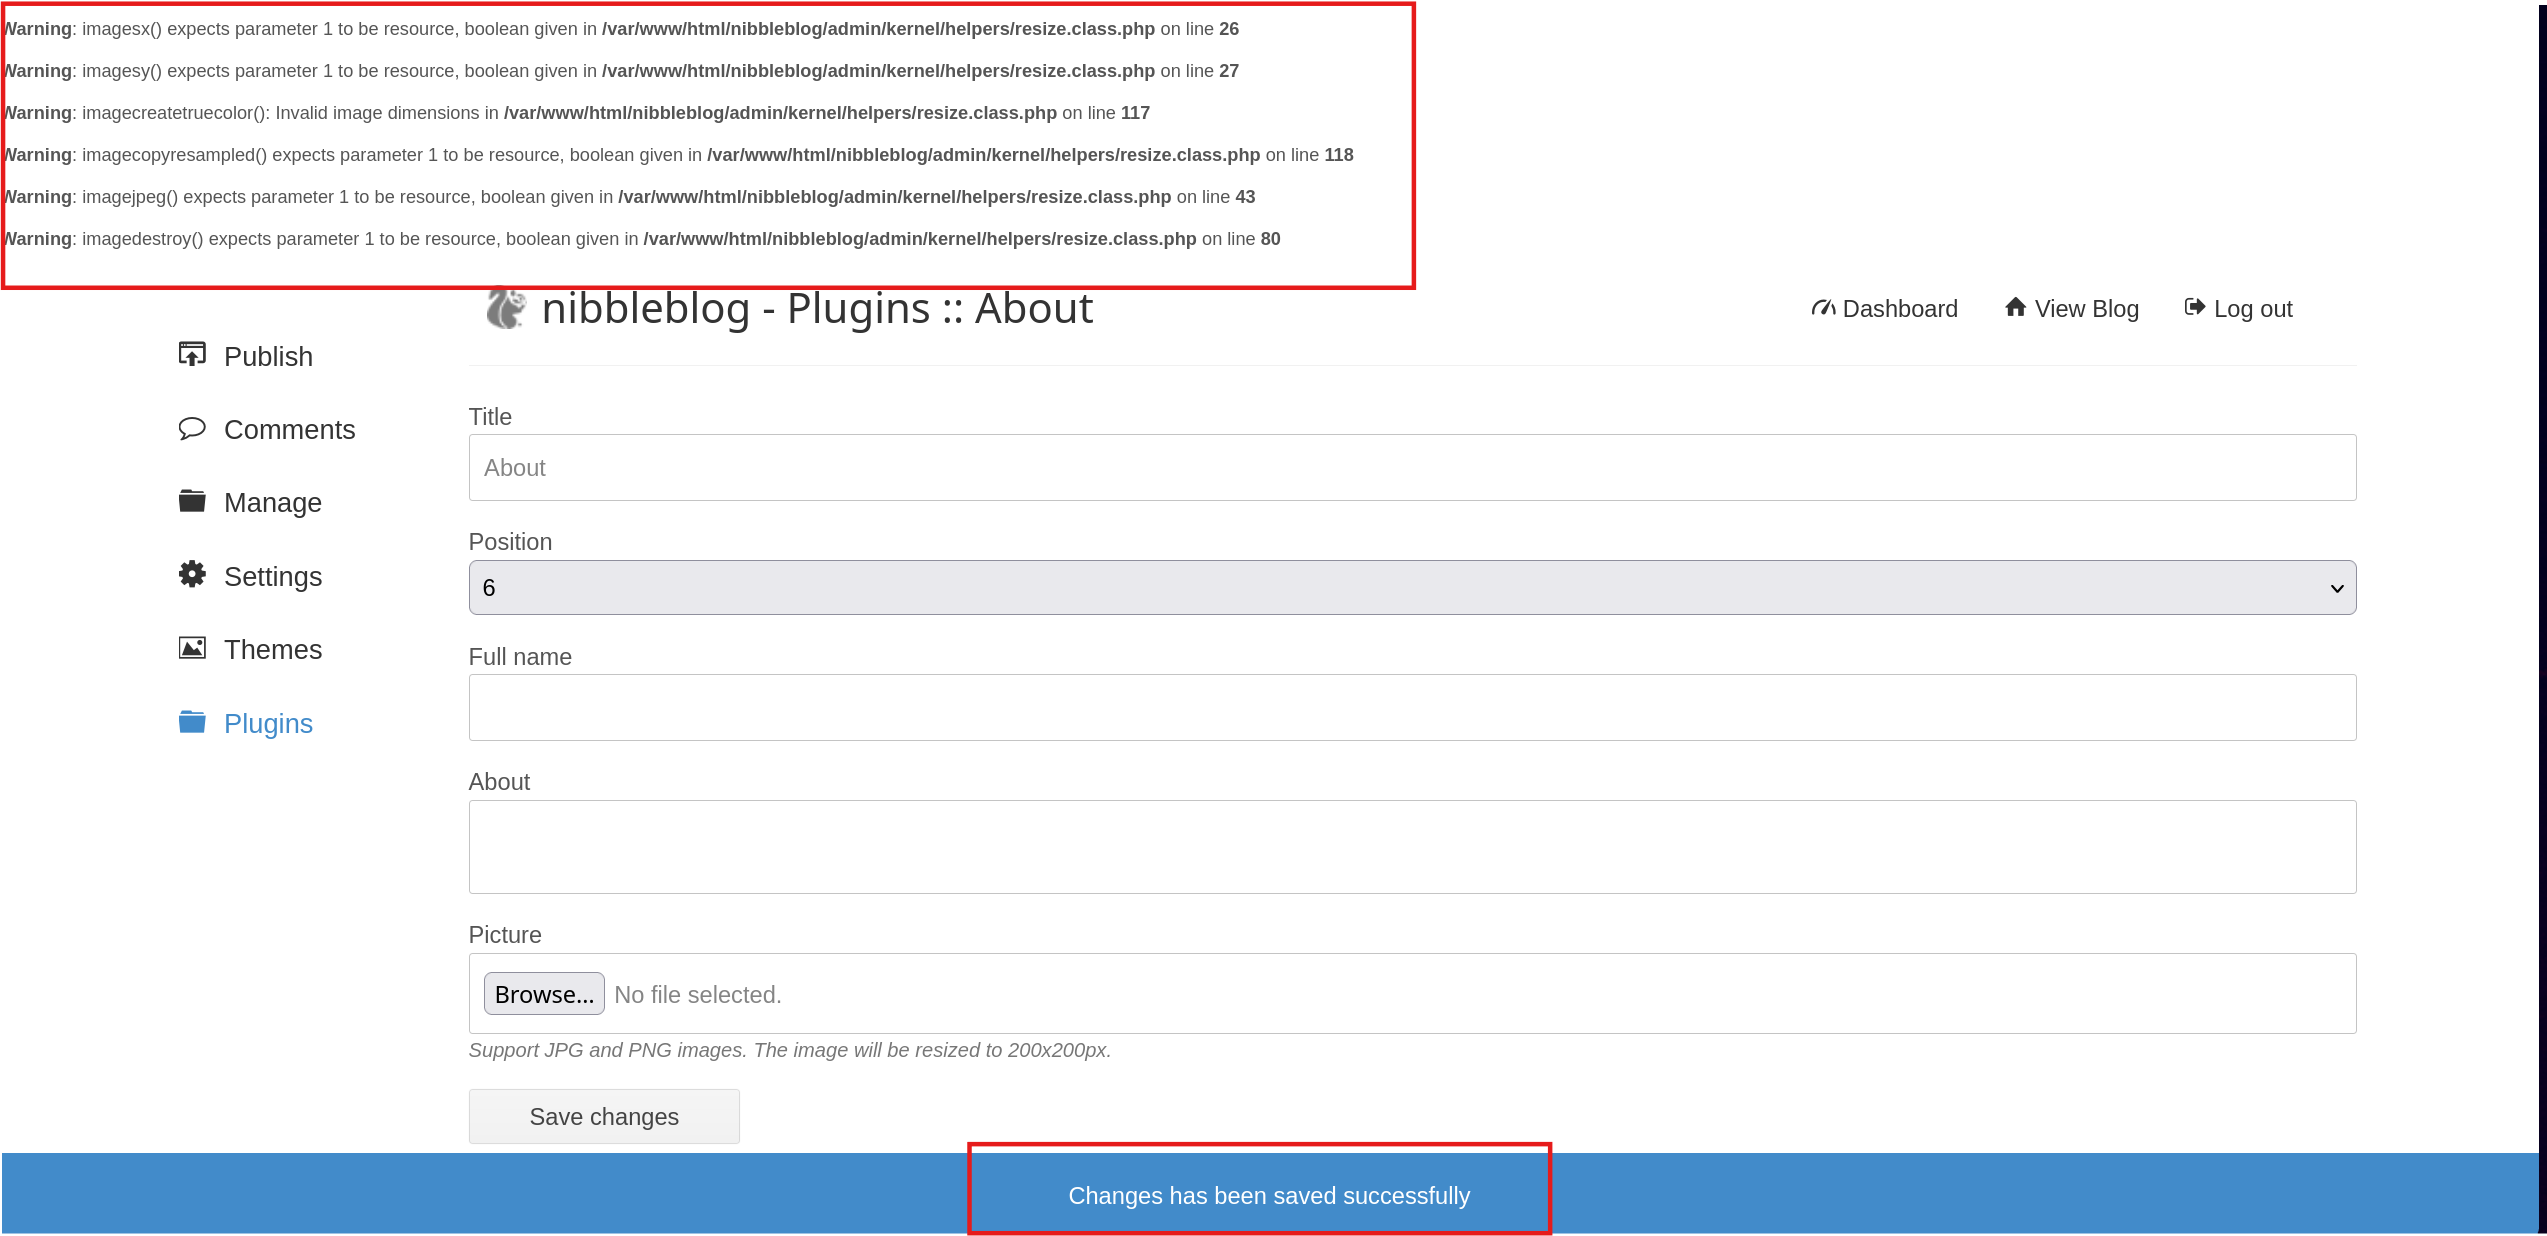 Warning: imagesx() expects parameter 1 to be resource, boolean given in /var/www/html/nibbleblog/admin/kernel/helpers/resize.class.php on line 26
Warning: imagesy() expects parameter 1 to be resource, boolean given in /var/www/html/nibbleblog/admin/kernel/helpers/resize.class.php on line 27
Warning: imagecreatetruecolor(): Invalid image dimensions in /var/www/html/nibbleblog/admin/kernel/helpers/resize.class.php on line 117
Warning: imagecopyresampled() expects parameter 1 to be resource, boolean given in /var/www/html/nibbleblog/admin/kernel/helpers/resize.class.php on line 118
Warning: imagejpeg() expects parameter 1 to be resource, boolean given in /var/www/html/nibbleblog/admin/kernel/helpers/resize.class.php on line 43
Warning: imagedestroy() expects parameter 1 to be resource, boolean given in /var/www/html/nibbleblog/admin/kernel/helpers/resize.class.php on line 80
nibbleblog - Plugins :: About
Dashboard
View Blog
Log out
Publish
Comments
Manage
Settings
Themes
Plugins
Title
About
Position
6
Full name
About
Picture
Browse...
No file selected.
Support JPG and PNG images. The image will be resized to 200x200px.
Save changes
Changes has been saved successfully